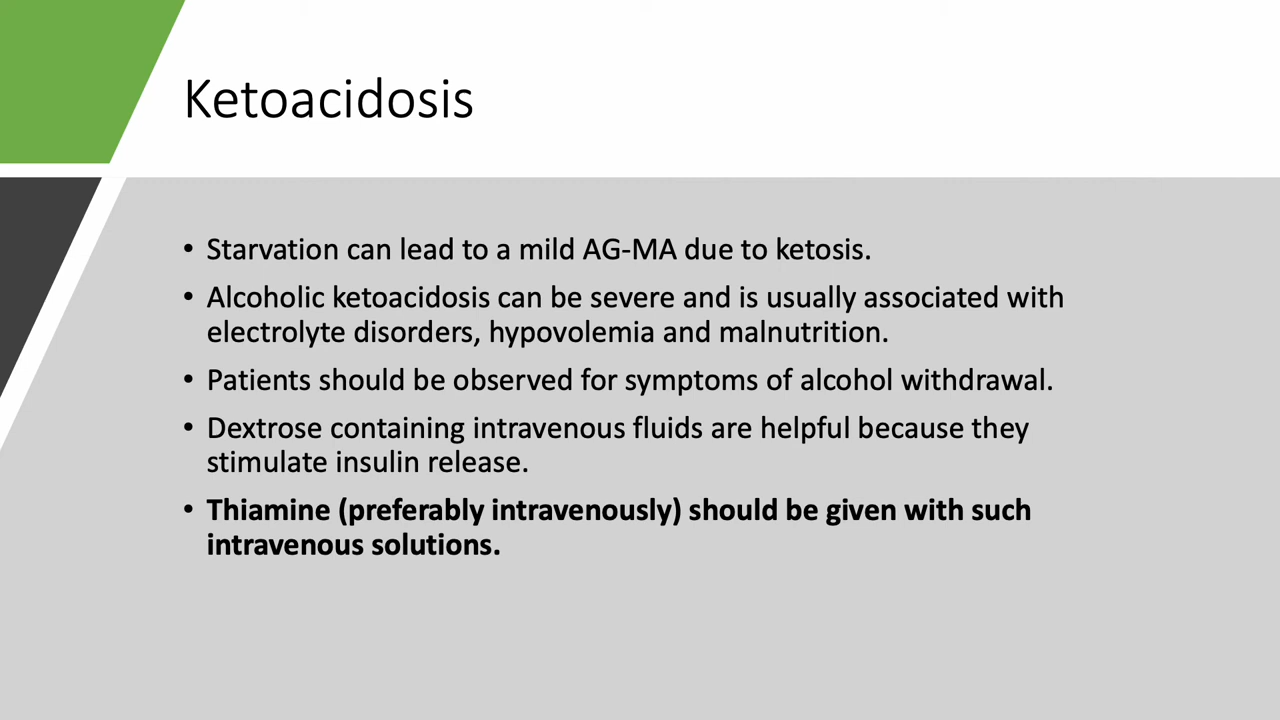 Ketoacidosis
• Starvation can lead to a mild AG-MA due to ketosis.
• Alcoholic ketoacidosis can be severe and is usually associated with
electrolyte disorders, hypovolemia and malnutrition.
• Patients should be observed for symptoms of alcohol withdrawal.
• Dextrose containing intravenous fluids are helpful because they
stimulate insulin release.
• Thiamine (preferably intravenously) should be given with such
intravenous solutions.